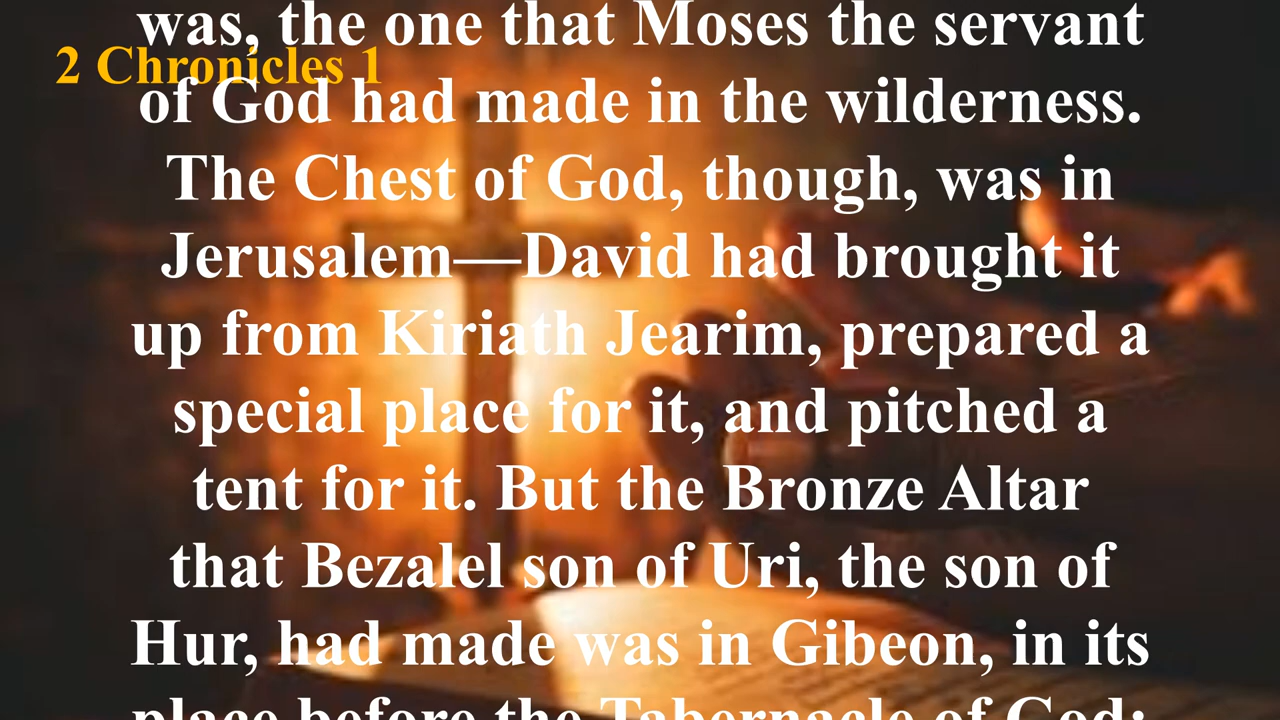 was, the one that Moses the servant
2 Chronicles 1
of God had made in the wilderness.
The Chest of God, though, was in
Jerusalem—David had brought it
up from Kiriath Jearim, prepared a
special place for it, and pitched a
tent for it. But the Bronze Altar
that Bezalel son of Uri, the son of
Hur, had made was in Gibeon, in its
place before the Tabernacle of God;